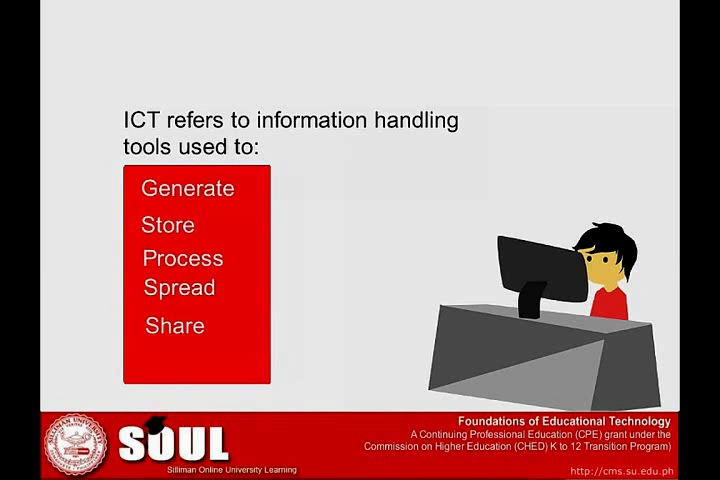 ICT refers to information handling
tools used to:
Generate
Store
Process
Spread
Share
SOUL
Silliman Online University Learning
Foundations of Educational Technology
A Continuing Professional Education (CPE) grant under the
Commission on Higher Education (CHED) K to 12 Transition Program)
http://cms.su.edu.ph